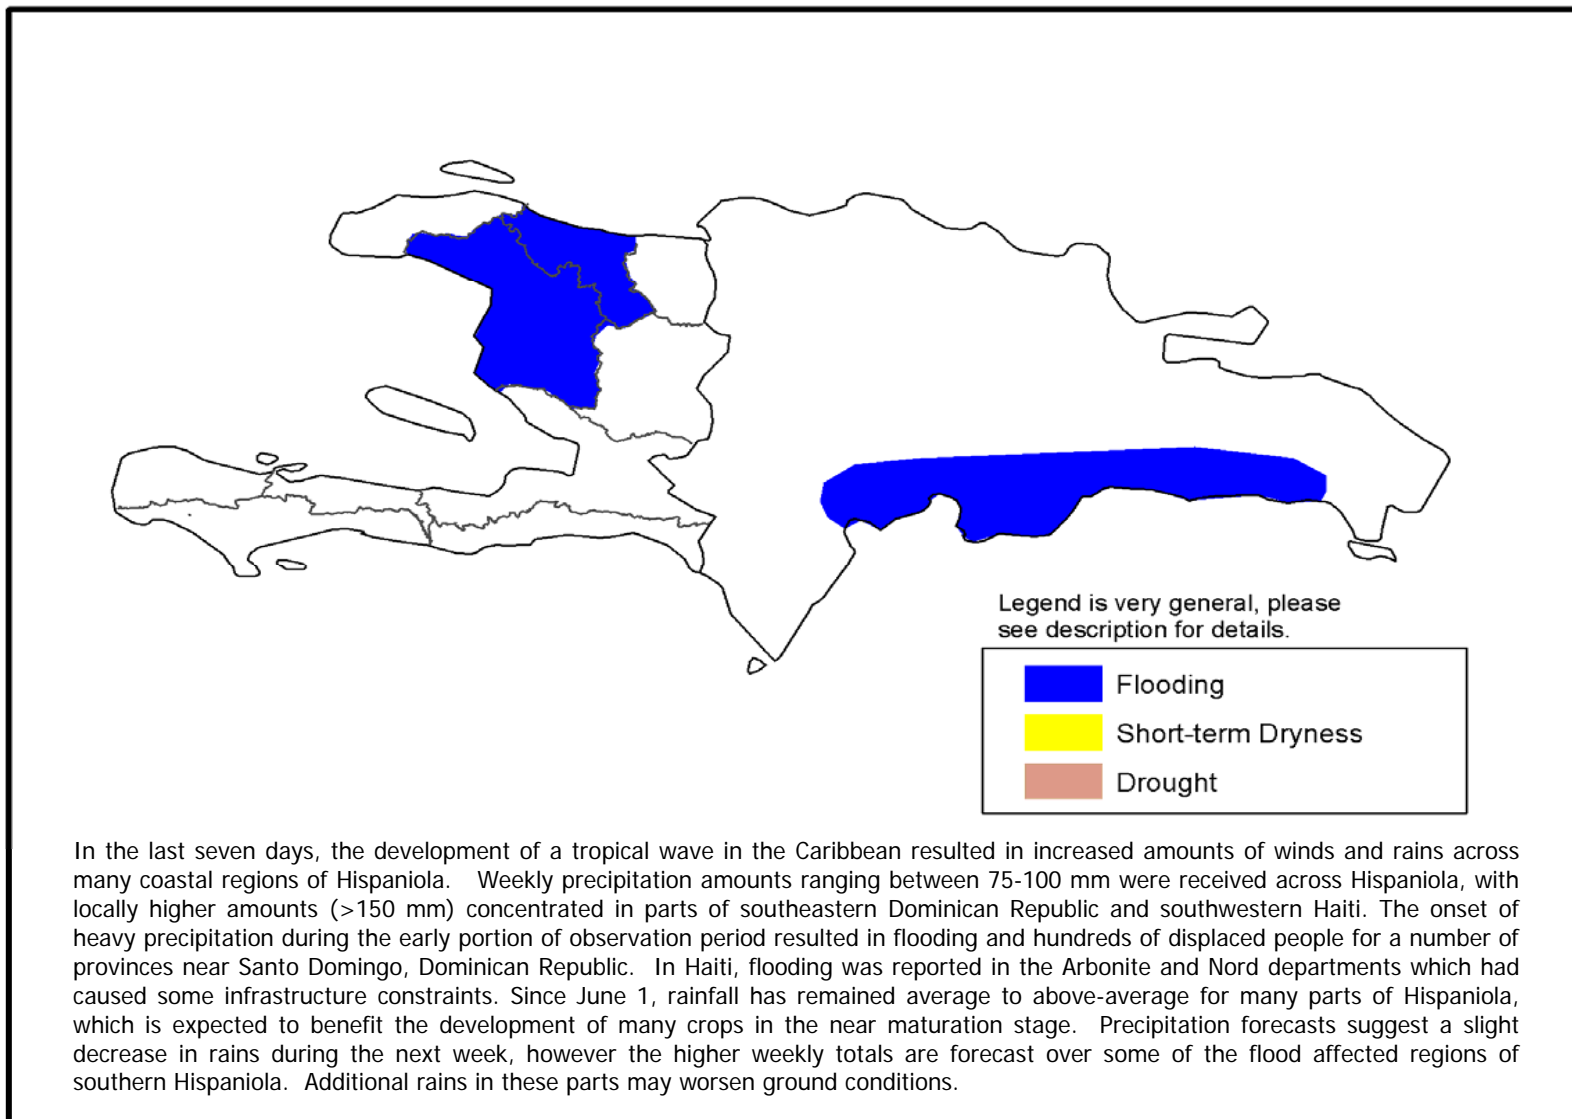 Legend is very general, please
see description for details.
Flooding
Short-term Dryness
Drought
In the last seven days, the development of a tropical wave in the Caribbean resulted in increased amounts of winds and rains across
many coastal regions of Hispaniola. Weekly precipitation amounts ranging between 75-100 mm were received across Hispaniola, with
locally higher amounts (>150 mm) concentrated in parts of southeastern Dominican Republic and southwestern Haiti. The onset of
heavy precipitation during the early portion of observation period resulted in flooding and hundreds of displaced people for a number of
provinces near Santo Domingo, Dominican Republic. In Haiti, flooding was reported in the Arbonite and Nord departments which had
caused some infrastructure constraints. Since June 1, rainfall has remained average to above-average for many parts of Hispaniola,
which is expected to benefit the development of many crops in the near maturation stage. Precipitation forecasts suggest a slight
decrease in rains during the next week, however the higher weekly totals are forecast over some of the flood affected regions of
southern Hispaniola. Additional rains in these parts may worsen ground conditions.